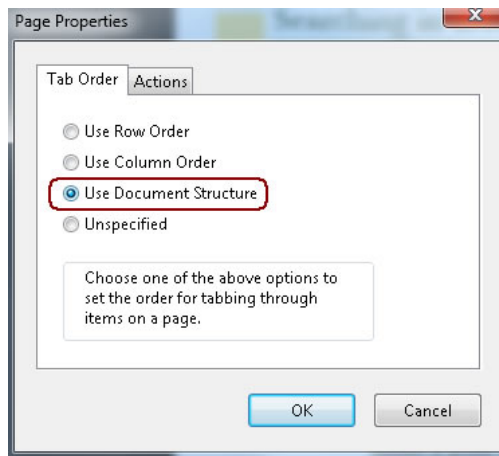 Page Properties
Searching
Tab Order
Actions
Use Row Order
Use Column Order
Use Document Structure
Unspecified
Choose one of the above options to
set the order for tabbing through
items on a page.
OK
Cancel